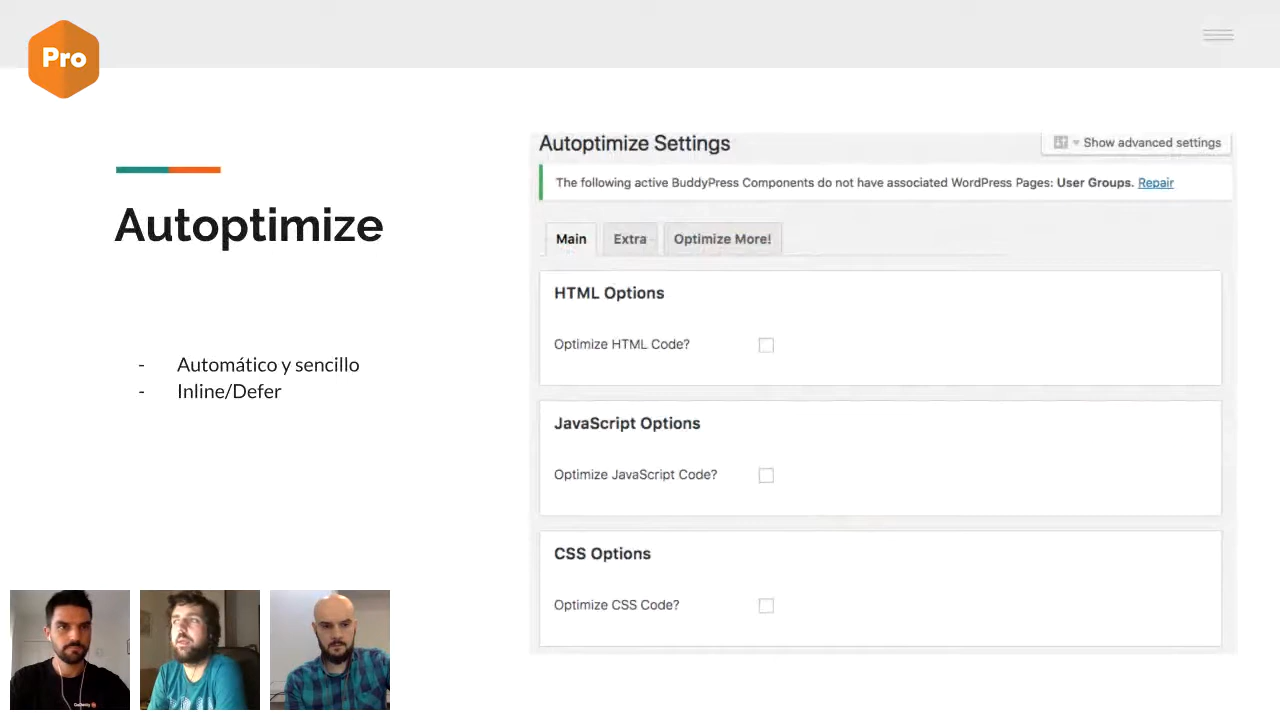 Pro
Autoptimize
- Automático y sencillo
- Inline/Defer
Autoptimize Settings
Show advanced settings
The following active BuddyPress Components do not have associated WordPress Pages: User Groups. Repair
Main
Extra
Optimize More!
HTML Options
Optimize HTML Code?
JavaScript Options
Optimize JavaScript Code?
CSS Options
Optimize CSS Code?